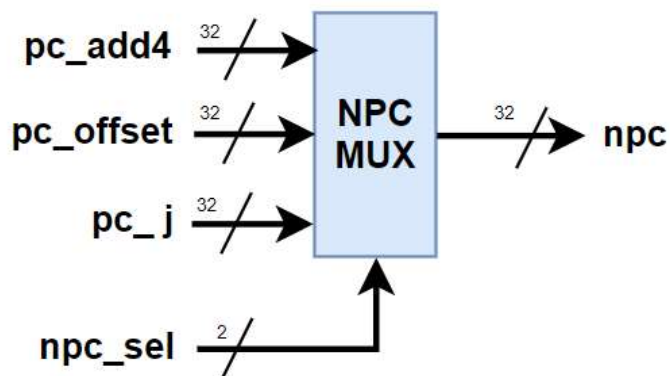 32
pc_add4
32
pc_offset
NPC
MUX
32
npc
32
pc_ j
2
npc_sel